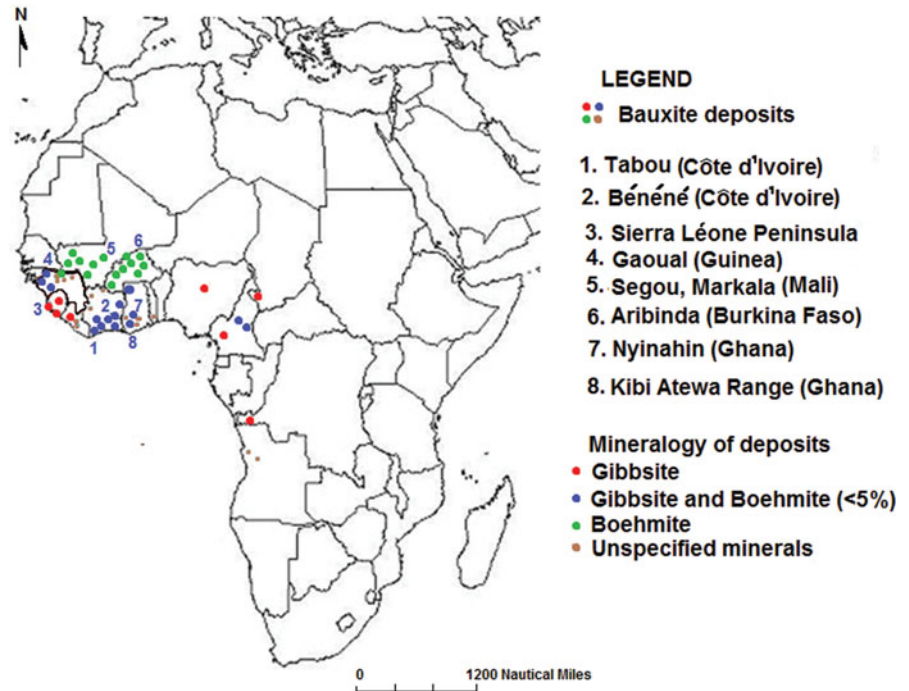 N
LEGEND
Bauxite deposits
1. Tabou (Côte d'Ivoire)
2. Bénéné (Côte d'Ivoire)
3. Sierra Léone Peninsula
4. Gaoual (Guinea)
5. Segou, Markala (Mali)
6. Aribinda (Burkina Faso)
7. Nyinahin (Ghana)
8. Kibi Atewa Range (Ghana)
Mineralogy of deposits
Gibbsite
Gibbsite and Boehmite (<5%)
Boehmite
Unspecified minerals
6
5
4
2
7
3
1
8
0 1200 Nautical Miles